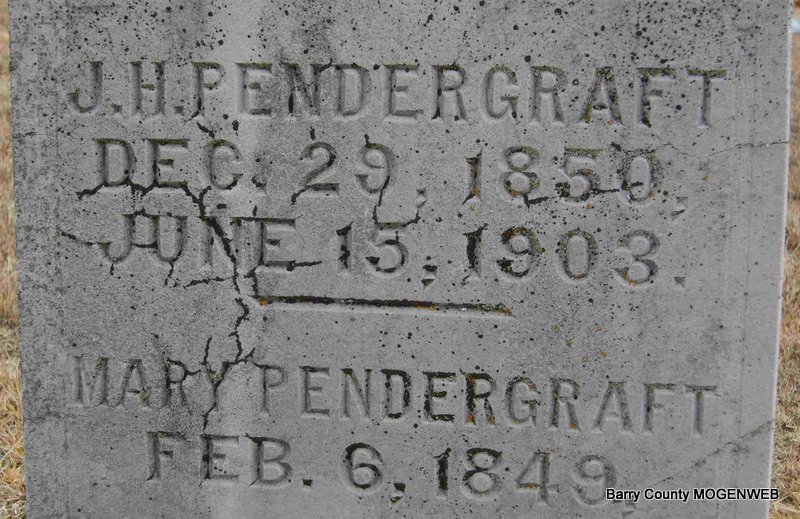 J.H.PENDERGRAFT
DEC. 29, 1850,
JUNE 15, 1903.
MARY PENDERGRAFT
FEB. 6, 1849,
Barry County MOGENWEB